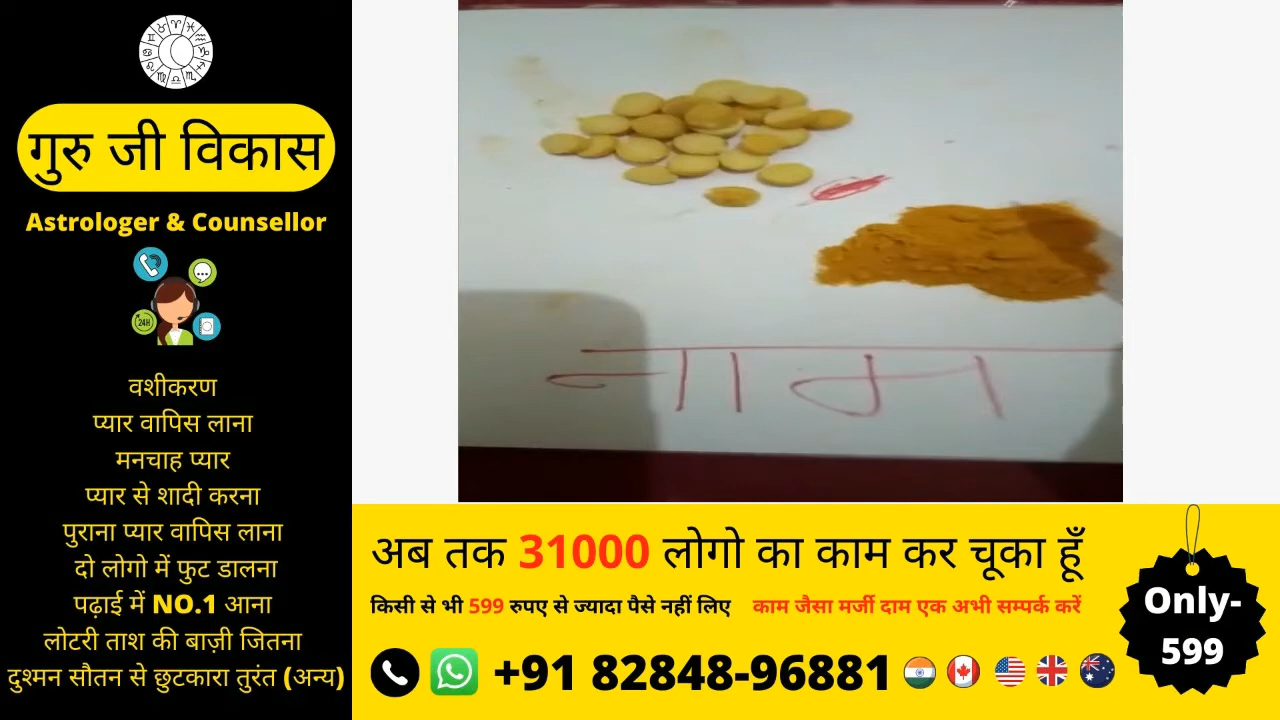 गुरु जी विकास
Astrologer & Counsellor
24H
वशीकरण
प्यार वापिस लाना
मनचाह प्यार
प्यार से शादी करना
पुराना प्यार वापिस लाना
दो लोगो में फुट डालना
पढ़ाई में NO.1 आना
लोटरी ताश की बाज़ी जितना
दुश्मन सौतन से छुटकारा तुरंत (अन्य)
नाम
अब तक 31000 लोगो का काम कर चूका हूँ
किसी से भी 599 रुपए से ज्यादा पैसे नहीं लिए काम जैसा मर्जी दाम एक अभी सम्पर्क करें
+91 82848-96881
Only-
599